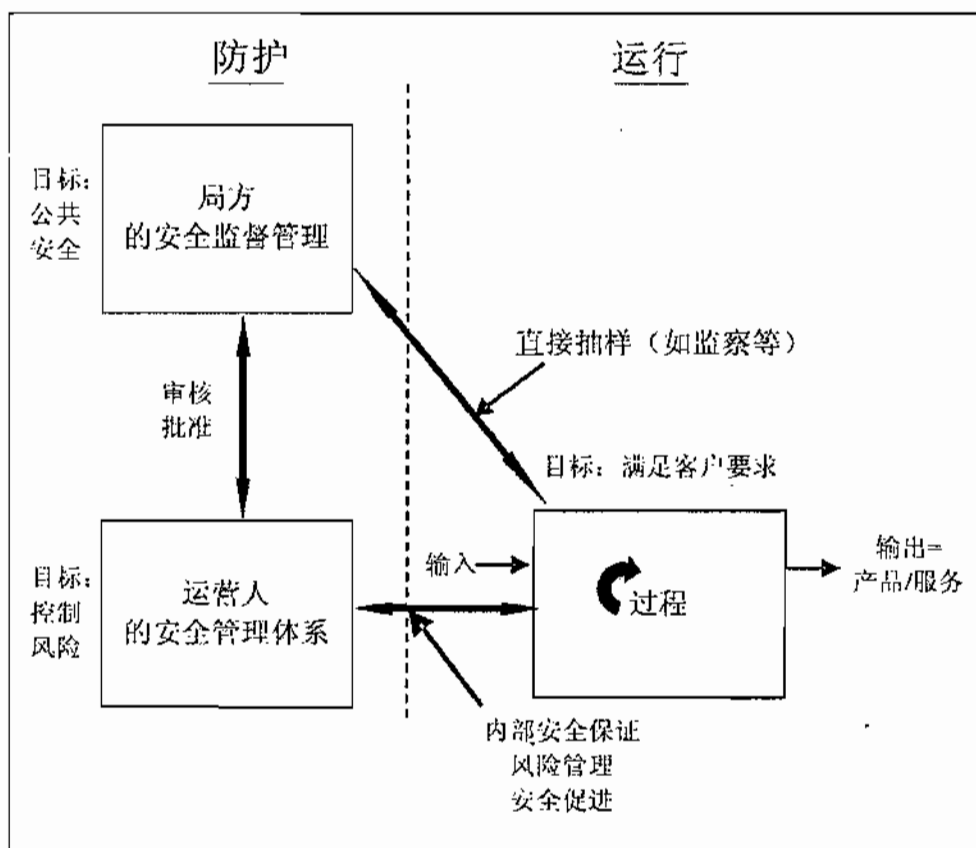 防护
运行
目标：
公共
安全
局方
的安全监督管理
直接抽样（如监察等）
审核
批准
目标：满足客户要求
目标：
控制
风险
运营人
的安全管理体系
输入
过程
输出=
产品/服务
内部安全保证
风险管理
安全促进